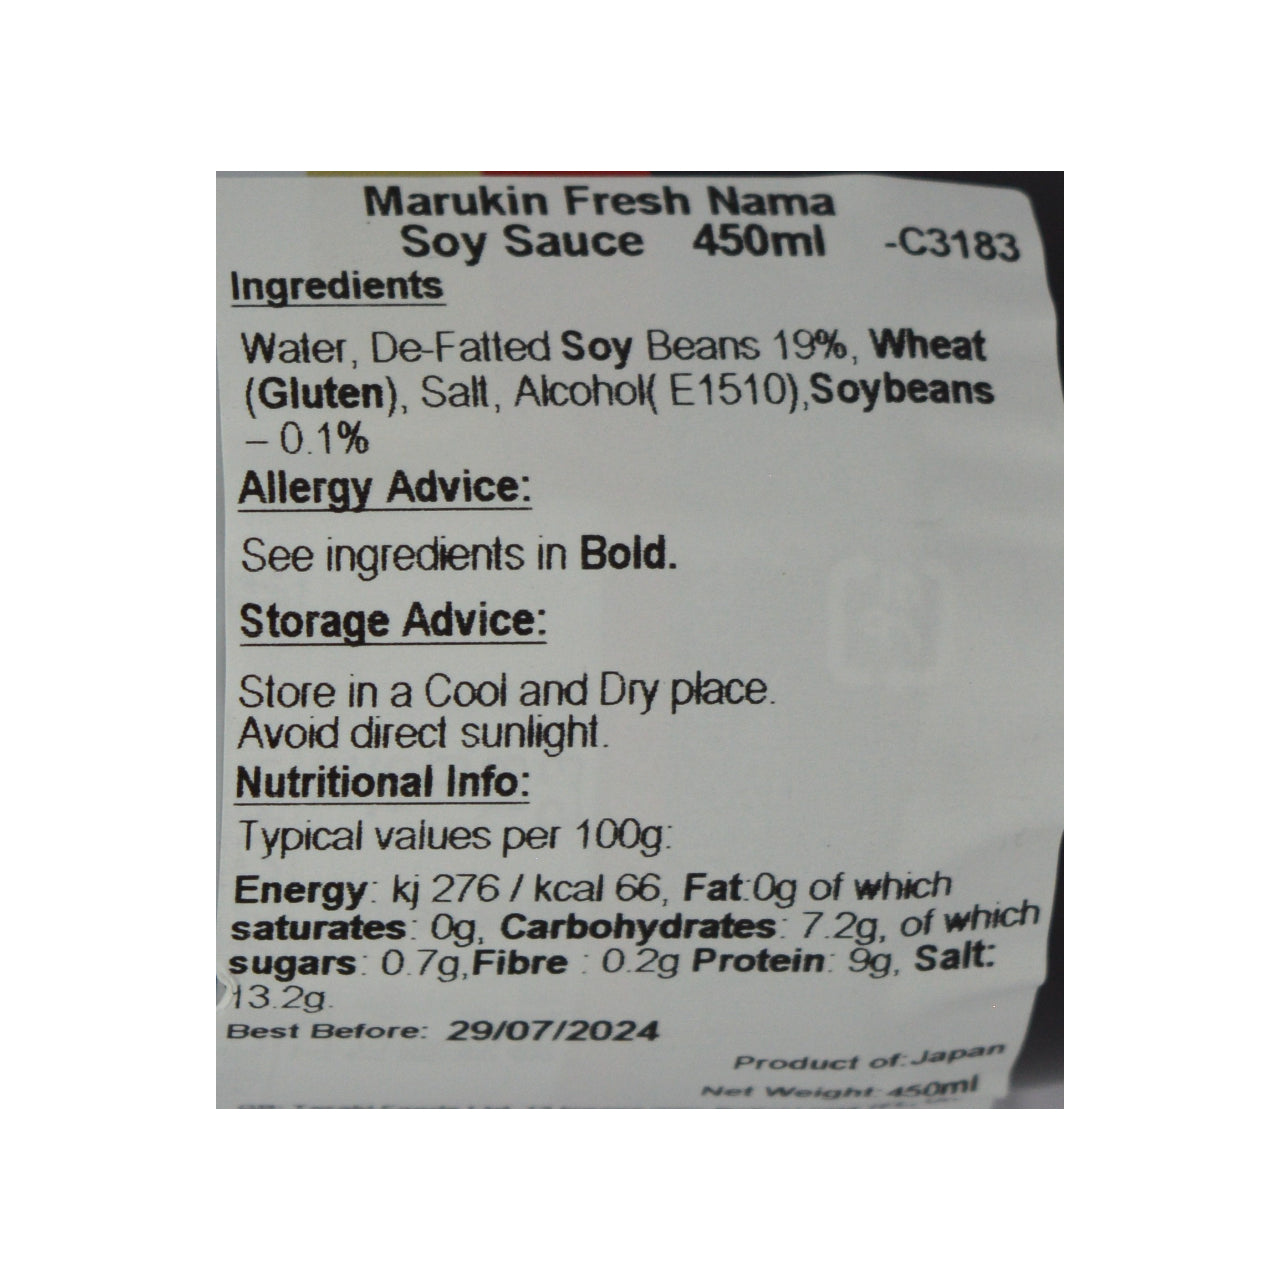 Marukin Fresh Nama
Soy Sauce 450ml -C3183
Ingredients
Water, De-Fatted Soy Beans 19%, Wheat
(Gluten), Salt, Alcohol( E1510),Soybeans
– 0.1%
Allergy Advice:
See ingredients in Bold.
Storage Advice:
Store in a Cool and Dry place.
Avoid direct sunlight.
Nutritional Info:
Typical values per 100g:
Energy: kj 276 / kcal 66, Fat:0g of which
saturates: 0g, Carbohydrates: 7.2g, of which
sugars: 0.7g,Fibre : 0.2g Protein: 9g, Salt:
13.2g.
Best Before: 29/07/2024
Product of:Japan
Net Weight: 450ml